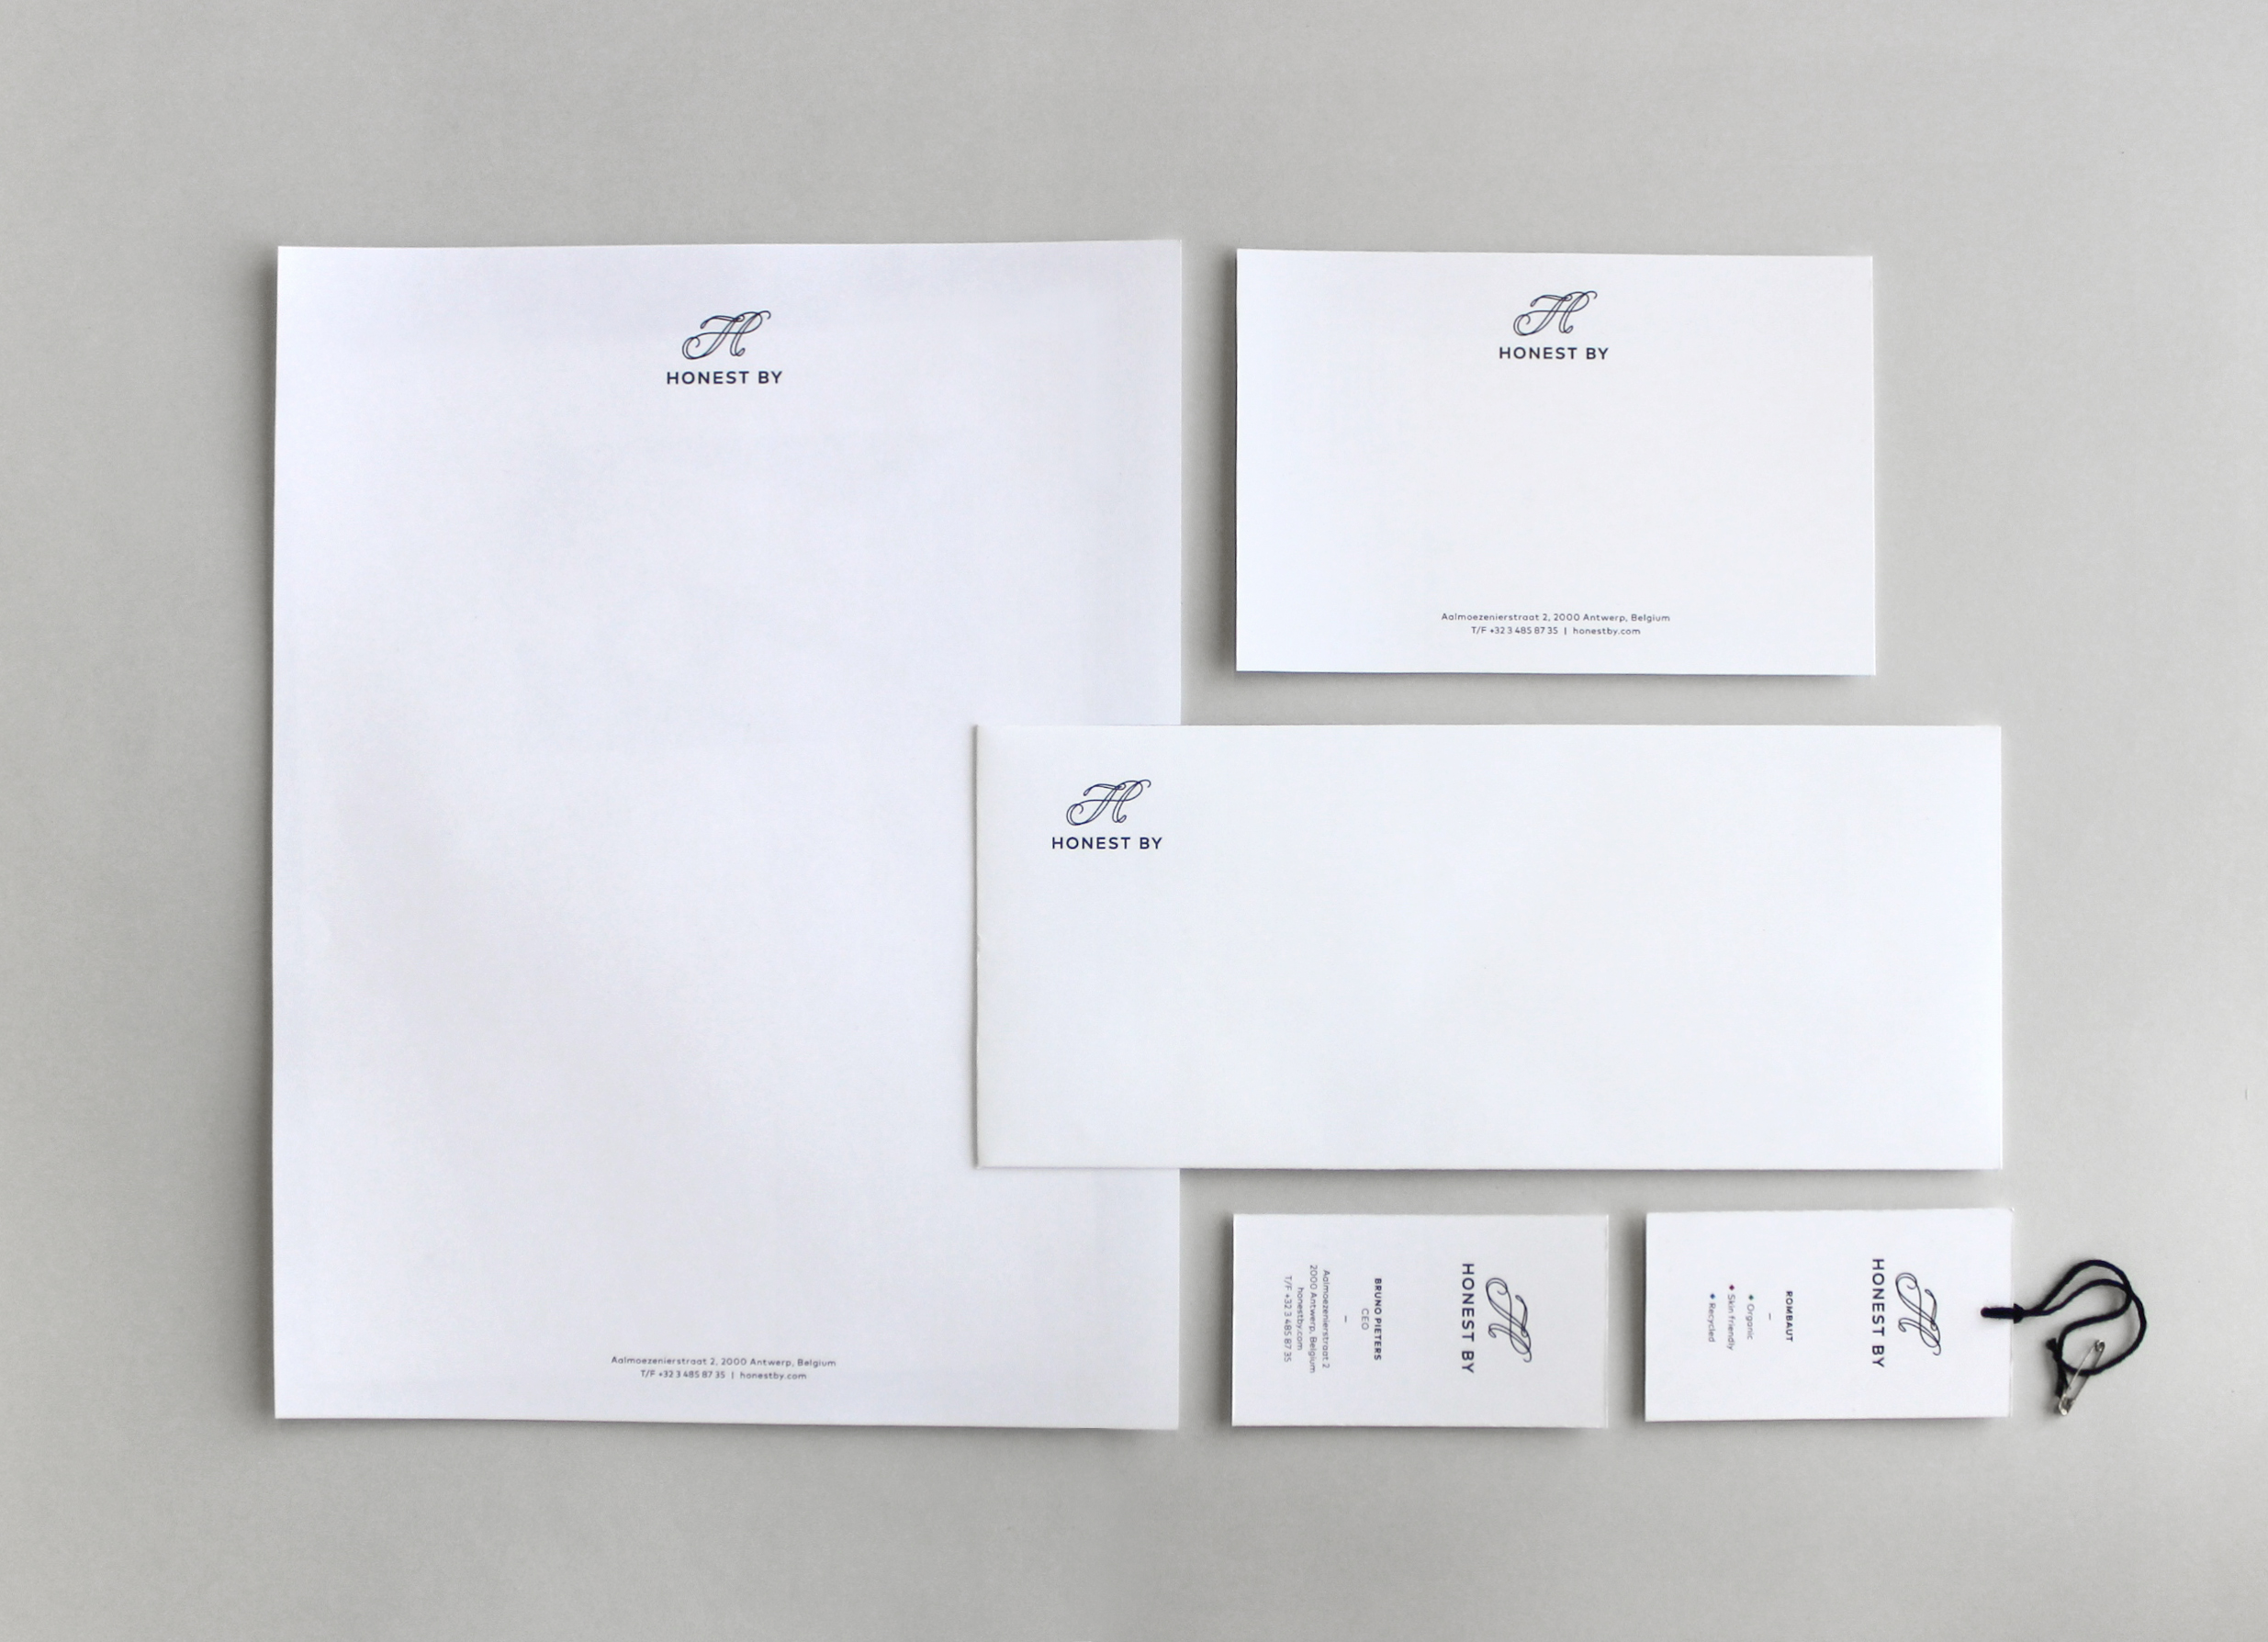 H
HONEST BY
Aalmoezenierstraat 2, 2000 Antwerp, Belgium
T/F +32 3 485 87 35 | honestby.com
H
HONEST BY
Aalmoezenierstraat 2, 2000 Antwerp, Belgium
T/F +32 3 485 87 35 | honestby.com
H
HONEST BY
H
HONEST BY
BRUNO PIETERS
CEO
–
Aalmoezenierstraat 2
2000 Antwerp, Belgium
honestby.com
T/F +32 3 485 87 35
H
HONEST BY
ROMBAUT
–
Organic
Skin friendly
Recycled